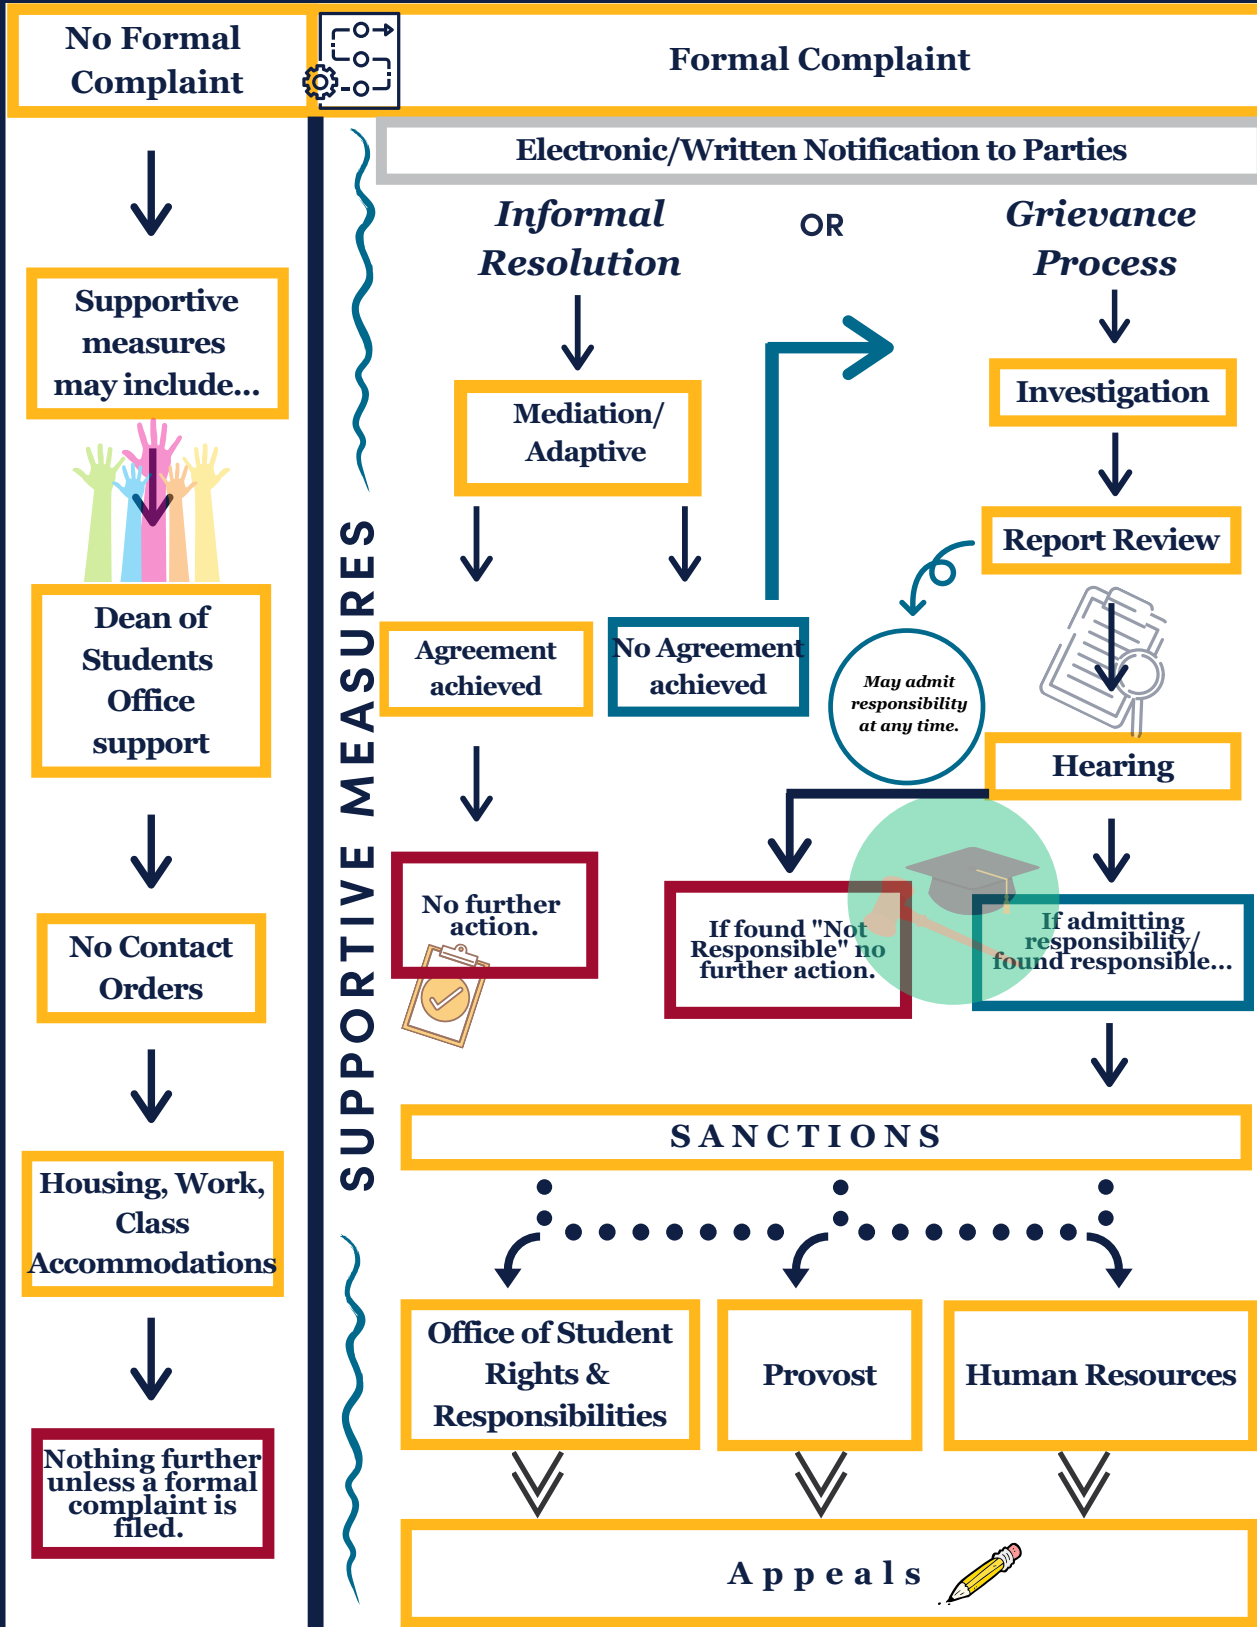 No Formal
Complaint
Formal Complaint
Electronic/Written Notification to Parties
Supportive
measures
may include...
Dean of
Students
Office
support
No Contact
Orders
Housing, Work,
Class
Accommodations
Nothing further
unless a formal
complaint is
filed.
SUPPORTIVE MEASURES
Informal
Resolution
OR
Grievance
Process
Mediation/
Adaptive
Investigation
Report Review
Agreement
achieved
No Agreement
achieved
May admit
responsibility
at any time.
Hearing
No further
action.
If found "Not
Responsible" no
further action.
If admitting
responsibility/
found responsible...
SANCTIONS
Office of Student
Rights &
Responsibilities
Provost
Human Resources
Appeals